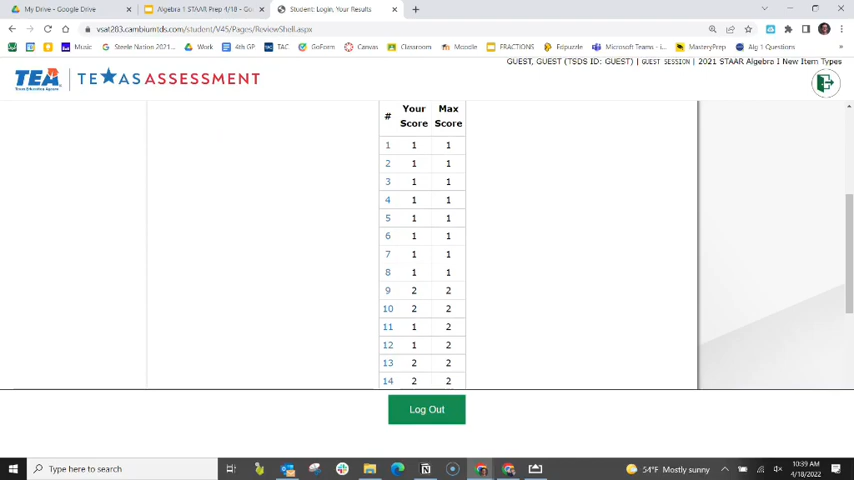 My Drive - Google Drive
Algebra 1 STAAR Prep 4/18 - Go
Student: Login, Your Results
vsat283.cambiumtds.com/student/V45/Pages/ReviewShell.aspx
Music
Steele Nation 2021...
Work
4th GP
TAC
GoForm
Canvas
Classroom
Moodle
FRACTIONS
Edpuzzle
Microsoft Teams - i...
MasteryPrep
Alg 1 Questions
GUEST, GUEST (TSDS ID: GUEST) | GUEST SESSION | 2021 STAAR Algebra I New Item Types
TEA
Texas Education Agency
TEXAS ASSESSMENT
# Your Score Max Score
1 1 1
2 1 1
3 1 1
4 1 1
5 1 1
6 1 1
7 1 1
8 1 1
9 2 2
10 2 2
11 1 2
12 1 2
13 2 2
14 2 2
Log Out
Type here to search
54°F Mostly sunny
10:39 AM
4/18/2022